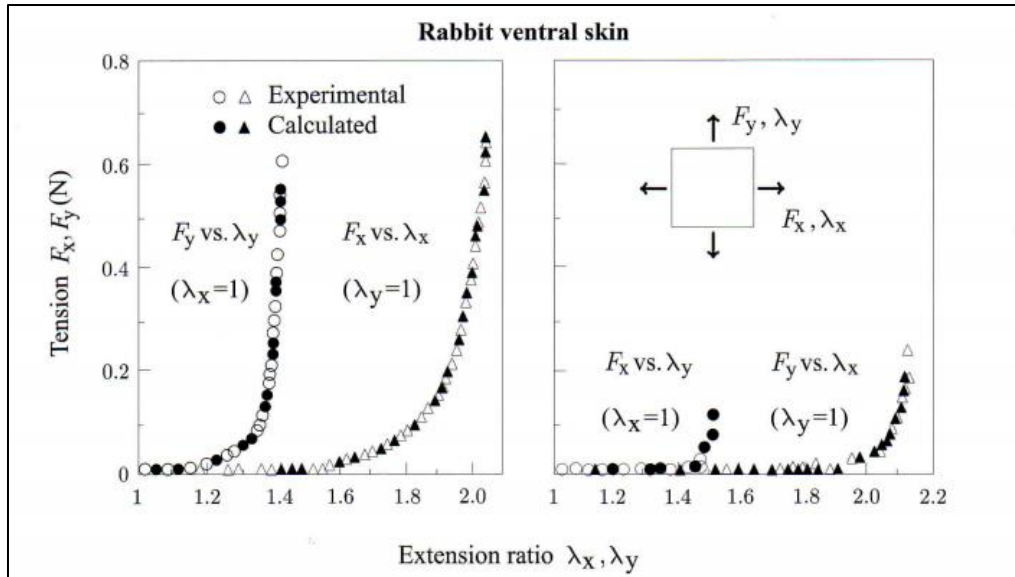 Rabbit ventral skin
Tension F_x, F_y (N)
0.8
0.6
0.4
0.2
0
○ △ Experimental
● ▲ Calculated
F_y vs. λ_y
(λ_x=1)
F_x vs. λ_x
(λ_y=1)
1 1.2 1.4 1.6 1.8 2.0
F_y, λ_y
F_x, λ_x
F_x vs. λ_y
(λ_x=1)
F_y vs. λ_x
(λ_y=1)
1 1.2 1.4 1.6 1.8 2.0 2.2
Extension ratio λ_x, λ_y